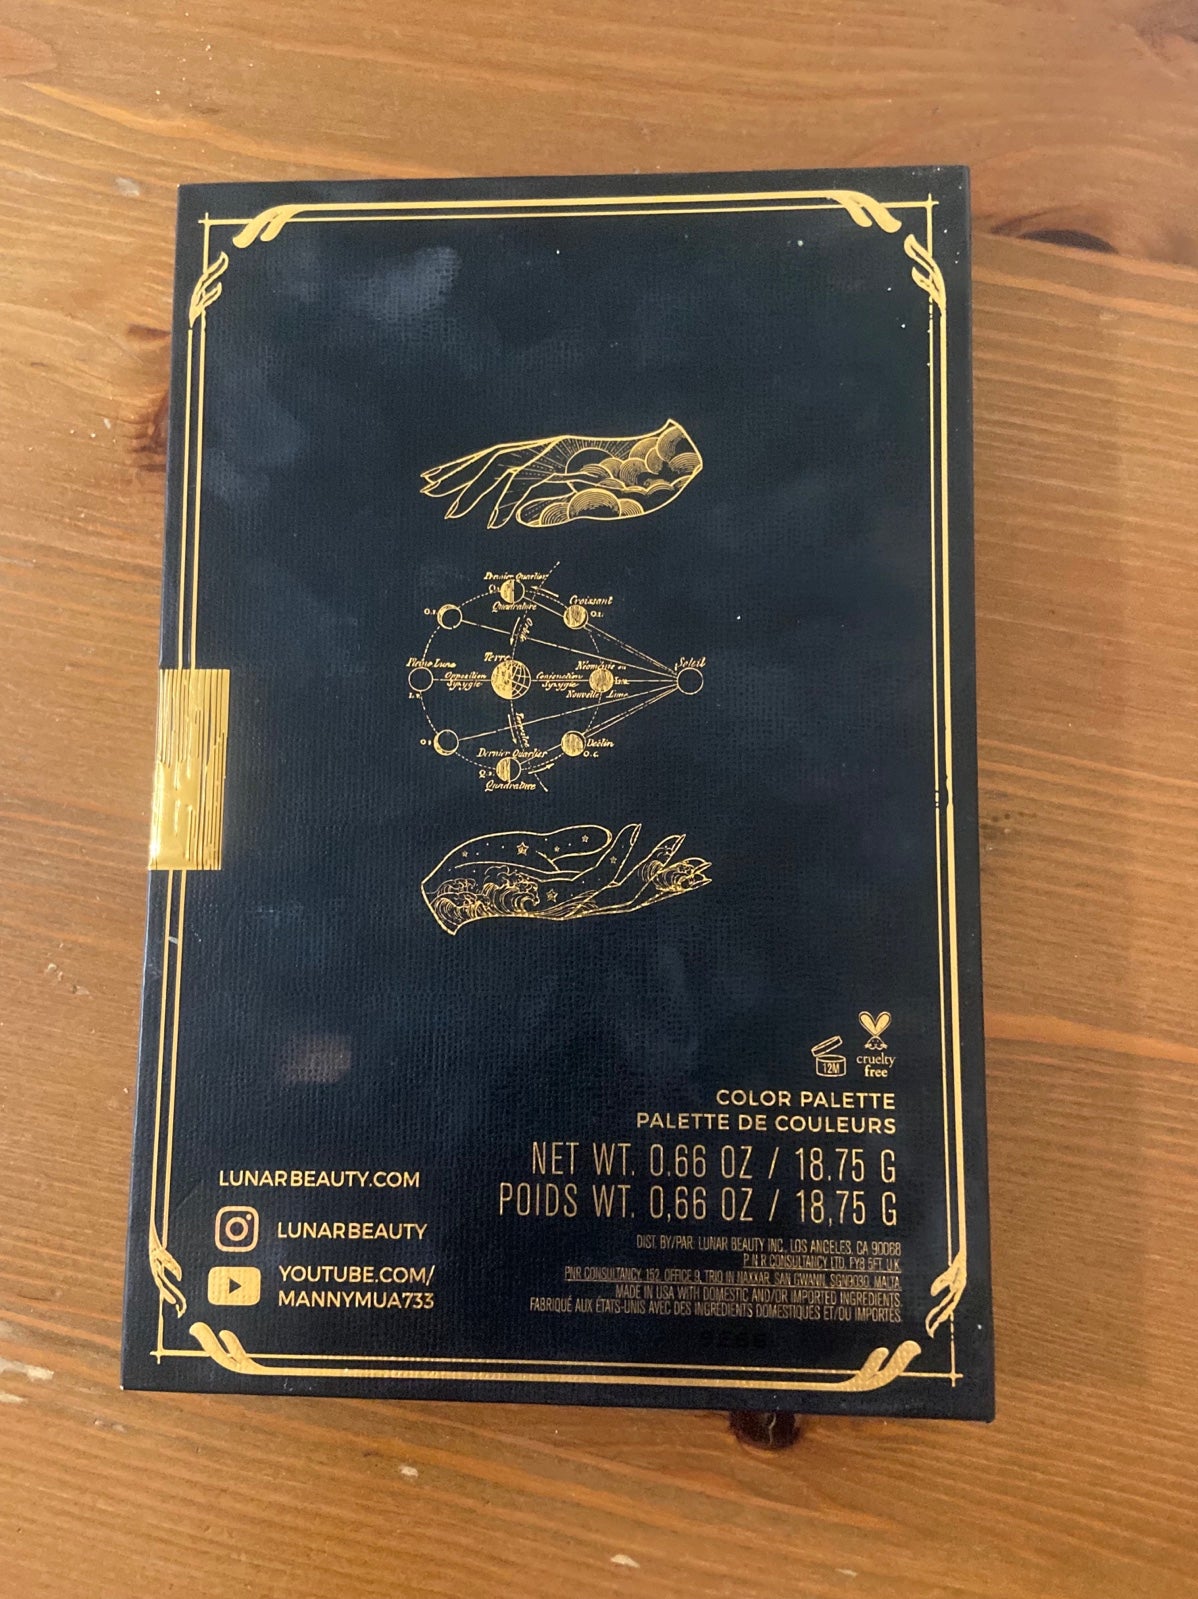 Dernier Quartier
Quadrature
Croissant
Terre
Soleil
Pleine Lune
Opposition
Syzygie
Conjonction
Syzygie
Nouvelle Lune
Déclin
O.C.
Dernier Quartier
Quadrature
12M
cruelty
free
COLOR PALETTE
PALETTE DE COULEURS
NET WT. 0.66 OZ / 18.75 G
POIDS WT. 0,66 OZ / 18,75 G
LUNARBEAUTY.COM
LUNARBEAUTY
YOUTUBE.COM/
MANNYMUA733
DIST. BY/PAR: LUNAR BEAUTY INC., LOS ANGELES, CA 90068
P.N.R CONSULTANCY LTD, FY8 5FT, U.K.
PNR CONSULTANCY, 152, OFFICE 9, TRIQ IN NAXXAR, SAN GWANN, SGN9030, MALTA.
MADE IN USA WITH DOMESTIC AND/OR IMPORTED INGREDIENTS.
FABRIQUÉ AUX ÉTATS-UNIS AVEC DES INGRÉDIENTS DOMESTIQUES ET/OU IMPORTÉS.